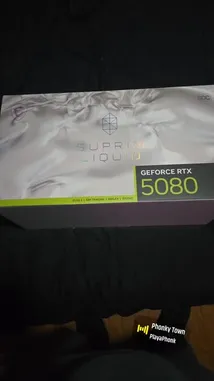 SUPRIM
LIQUID
GEFORCE RTX
5080
Phonky Town
PlayaPhonk